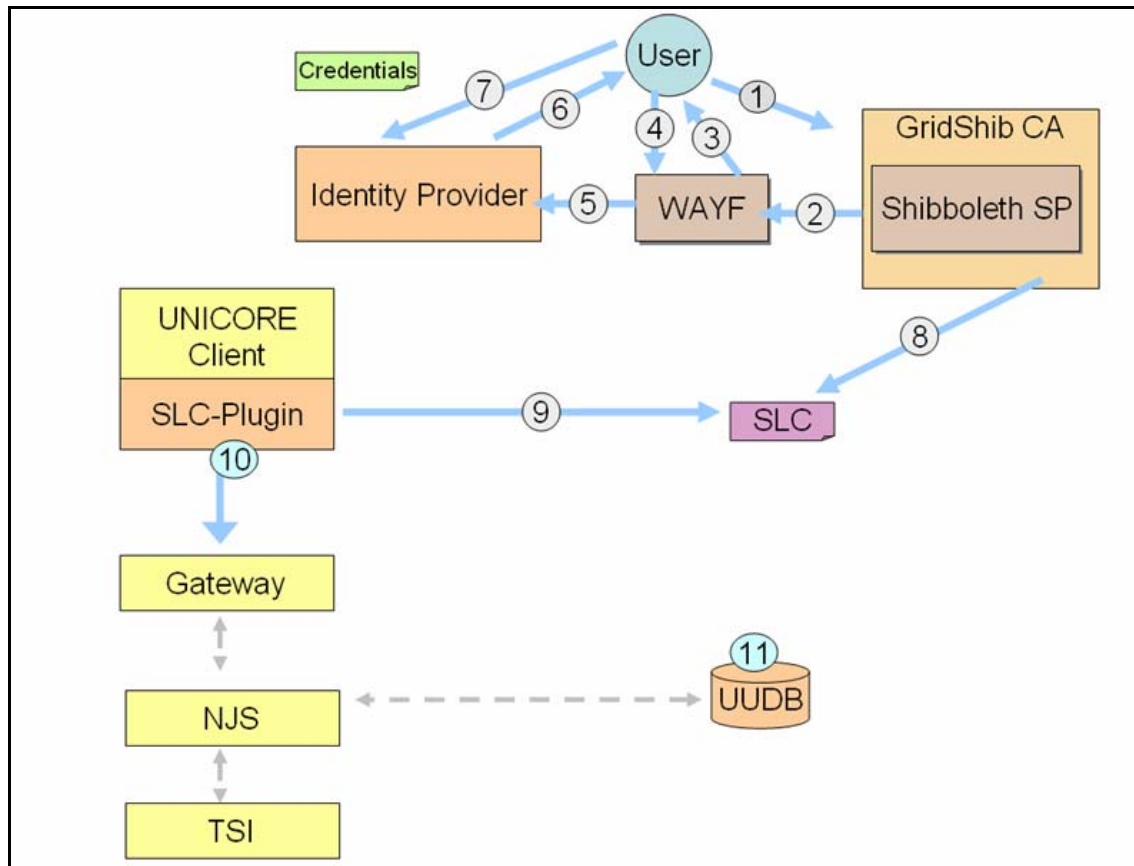 User
Credentials
7
1
6
4
3
GridShib CA
Identity Provider
5
WAYF
2
Shibboleth SP
UNICORE
Client
8
SLC-Plugin
9
SLC
10
Gateway
11
NJS
UUDB
TSI